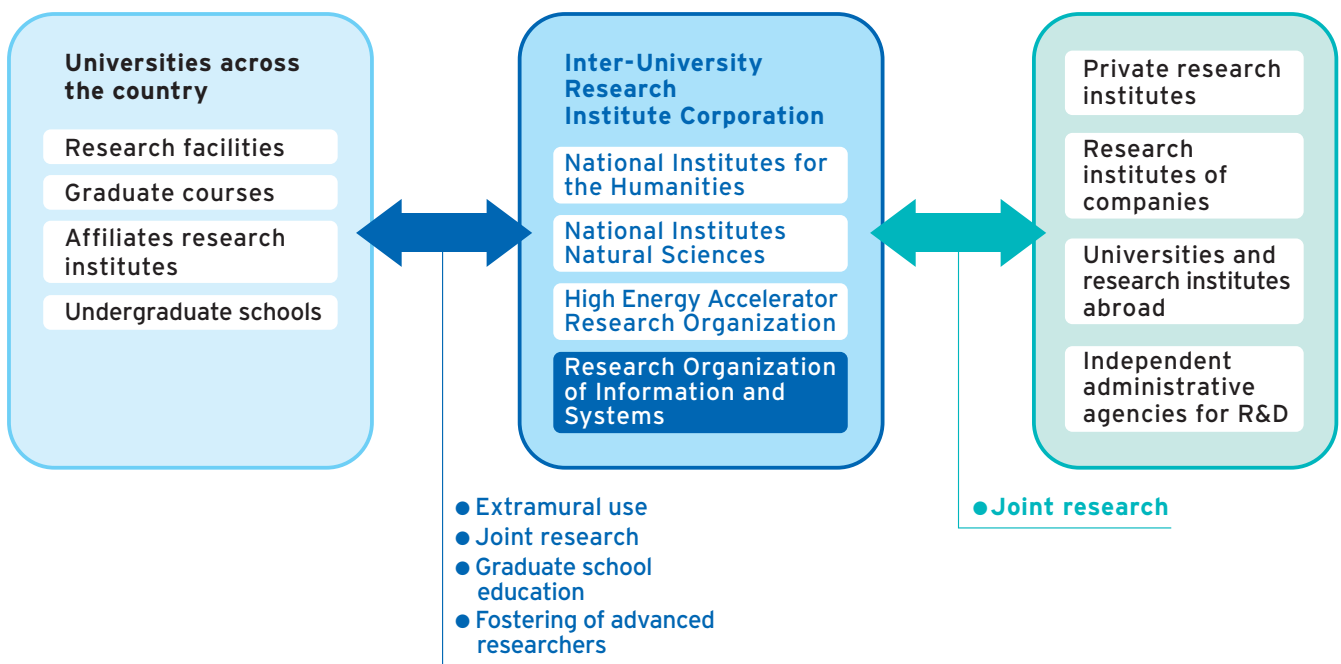 Universities across
the country
Research facilities
Graduate courses
Affiliates research
institutes
Undergraduate schools
Inter-University
Research
Institute Corporation
National Institutes for
the Humanities
National Institutes
Natural Sciences
High Energy Accelerator
Research Organization
Research Organization
of Information and
Systems
Private research
institutes
Research
institutes of
companies
Universities and
research institutes
abroad
Independent
administrative
agencies for R&D
● Extramural use
● Joint research
● Graduate school
education
● Fostering of advanced
researchers
● Joint research